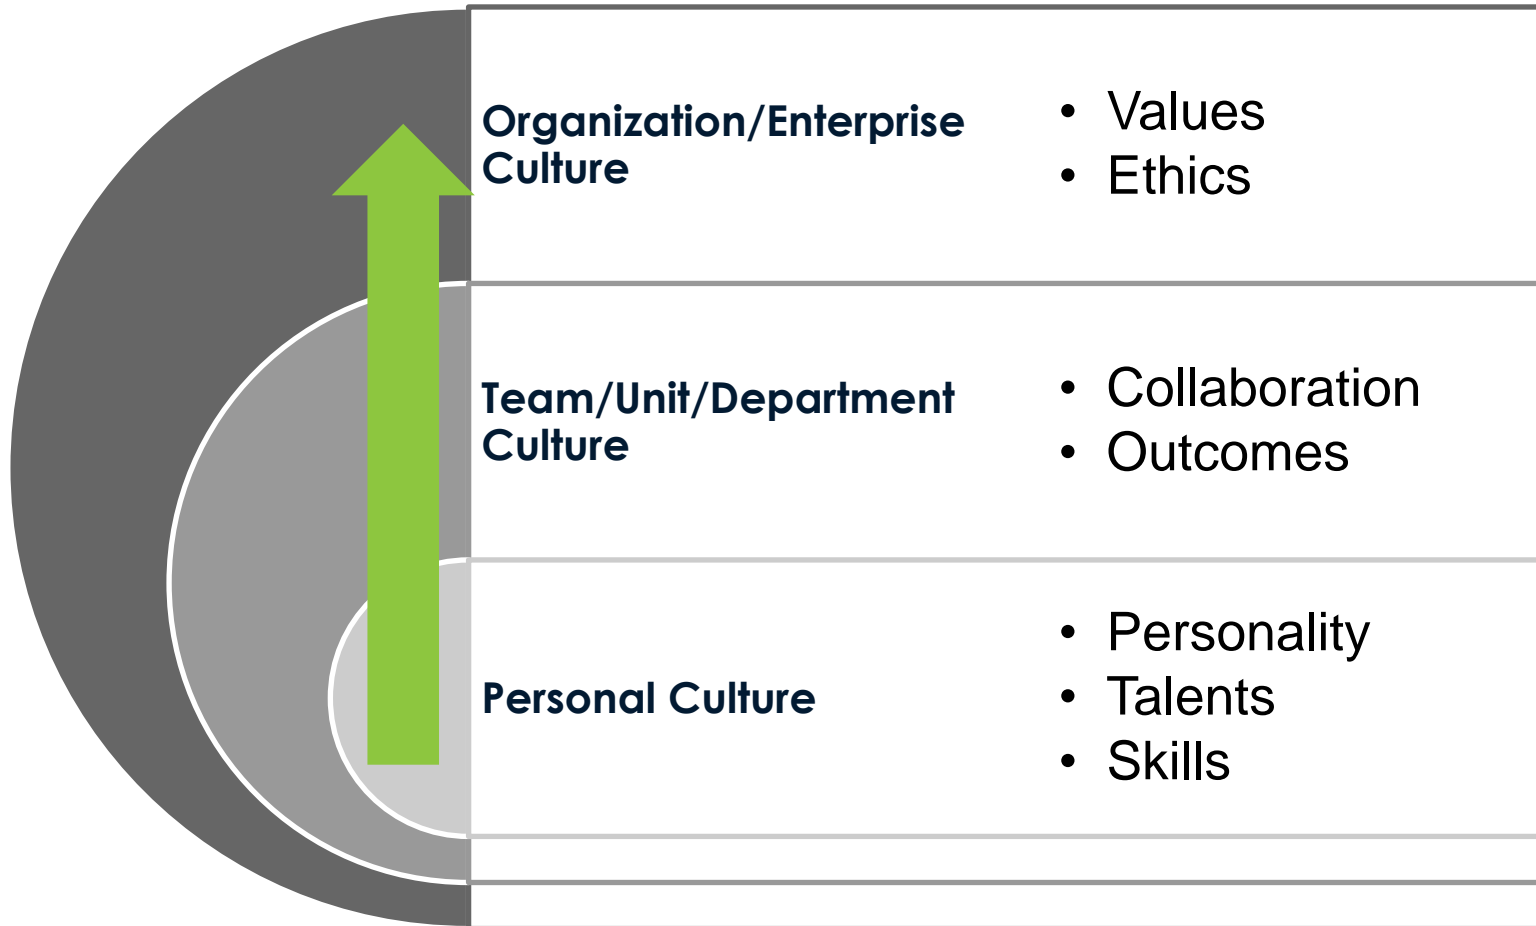 Organization/Enterprise
Culture
• Values
• Ethics
Team/Unit/Department
Culture
• Collaboration
• Outcomes
Personal Culture
• Personality
• Talents
• Skills